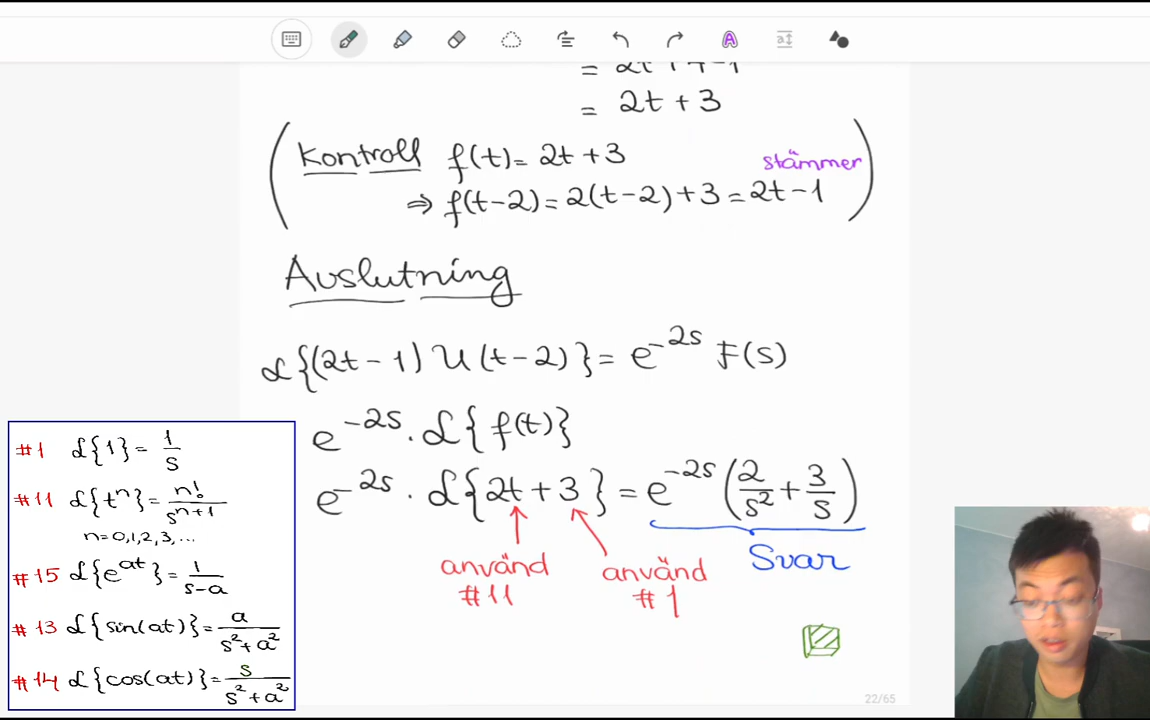 = 2t + 3
Kontroll f(t) = 2t + 3
stämmer
⇒ f(t-2) = 2(t-2) + 3 = 2t - 1
Avslutning
ℒ{(2t-1) U(t-2)} = e^{-2s} F(s)
e^{-2s} · ℒ{f(t)}
e^{-2s} · ℒ{2t + 3} = e^{-2s} (2/s² + 3/s)
använd #11
använd #1
Svar
#1 ℒ{1} = 1/s
#11 ℒ{tⁿ} = n!/s^{n+1}
n = 0,1,2,3,...
#15 ℒ{e^{at}} = 1/(s-a)
#13 ℒ{sin(at)} = a/(s²+a²)
#14 ℒ{cos(at)} = s/(s²+a²)
22/65